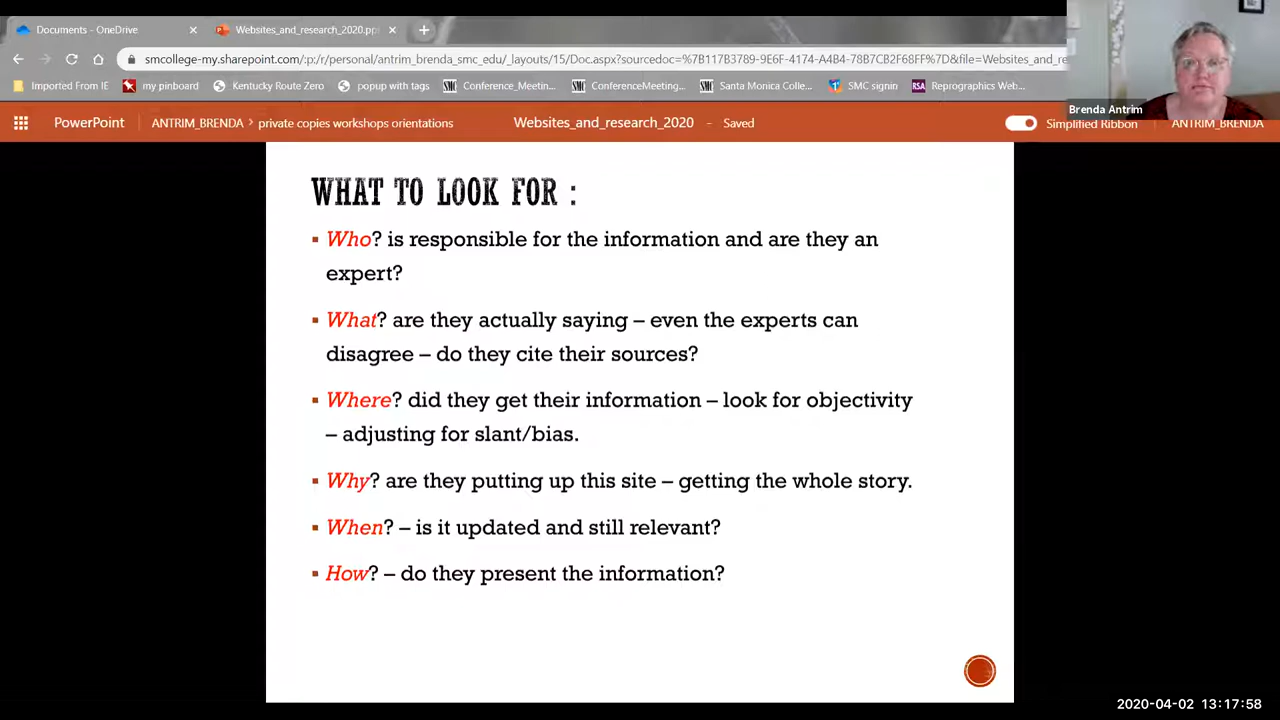 Documents - OneDrive
Websites_and_research_2020.pp
smcollege-my.sharepoint.com/:p:/r/personal/antrim_brenda_smc_edu/_layouts/15/Doc.aspx?sourcedoc=%7B117B3789-9E6F-4174-A4B4-78B7CB2F68FF%7D&file=Websites_and_re
Imported From IE
my pinboard
Kentucky Route Zero
popup with tags
Conference_Meetin...
ConferenceMeeting...
Santa Monica Colle...
SMC signin
Reprographics Web...
Brenda Antrim
PowerPoint
ANTRIM_BRENDA > private copies workshops orientations
Websites_and_research_2020 - Saved
Simplified Ribbon
ANTRIM_BRENDA
WHAT TO LOOK FOR :
Who? is responsible for the information and are they an
expert?
What? are they actually saying – even the experts can
disagree – do they cite their sources?
Where? did they get their information – look for objectivity
– adjusting for slant/bias.
Why? are they putting up this site – getting the whole story.
When? – is it updated and still relevant?
How? – do they present the information?
2020-04-02 13:17:58